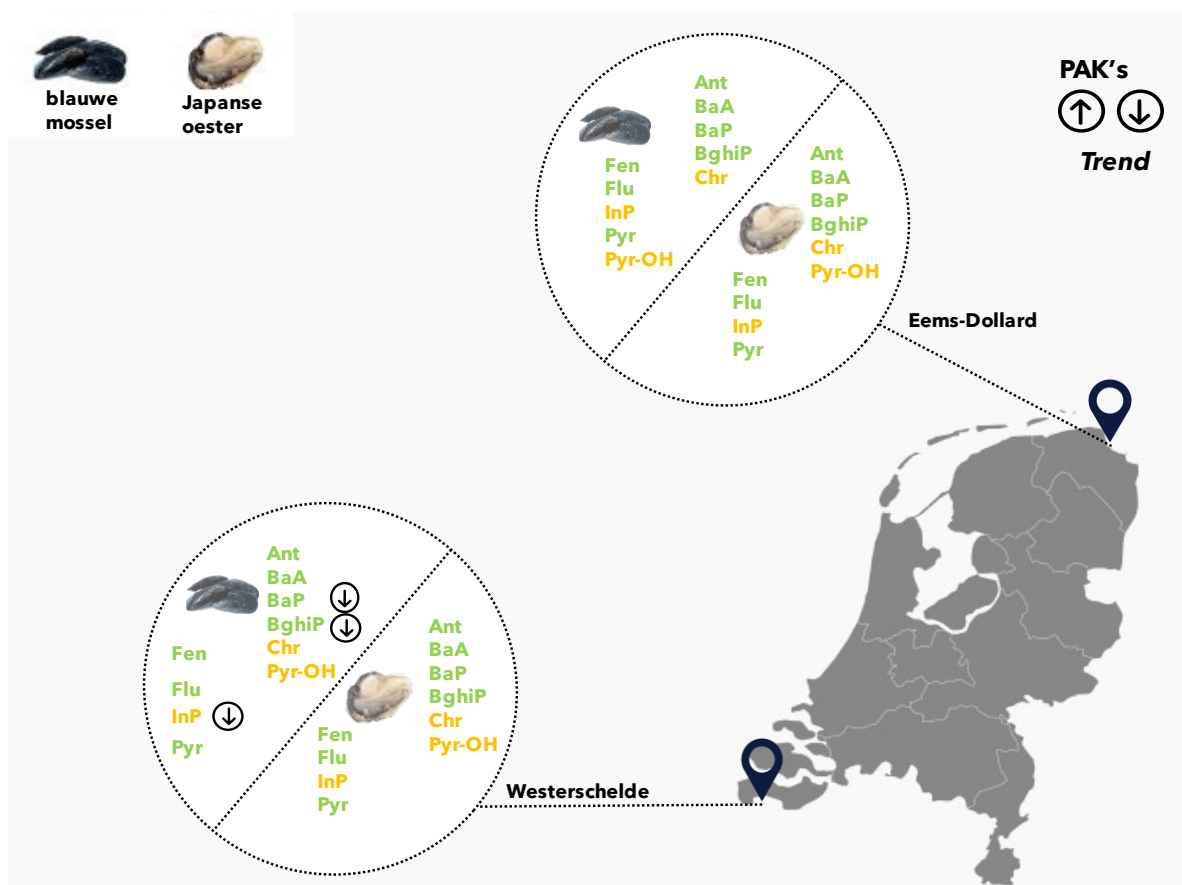 blauwe
mossel
Japanse
oester
PAK's
Trend
Ant
BaA
BaP
BghiP
Chr
Fen
Flu
InP
Pyr
Pyr-OH
Ant
BaA
BaP
BghiP
Chr
Pyr-OH
Fen
Flu
InP
Pyr
Eems-Dollard
Ant
BaA
BaP
BghiP
Chr
Pyr-OH
Fen
Flu
InP
Pyr
Ant
BaA
BaP
BghiP
Chr
Pyr-OH
Fen
Flu
InP
Pyr
Westerschelde